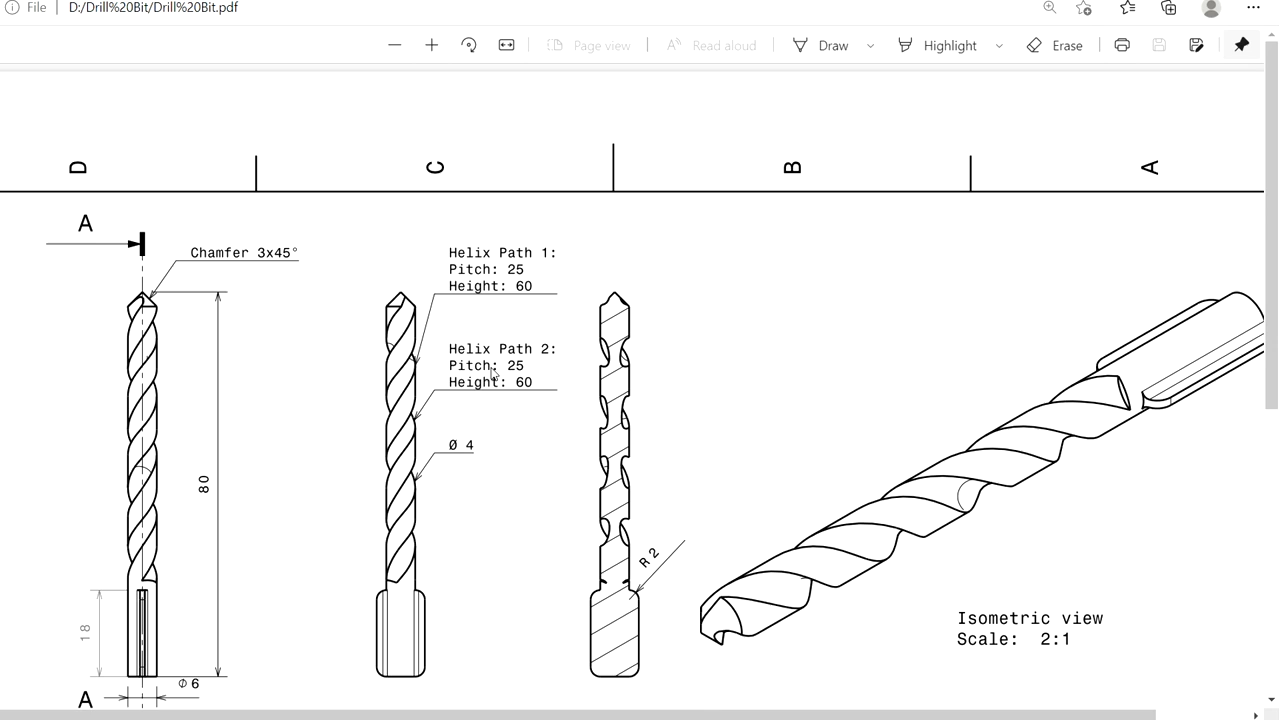 File D:/Drill%20Bit/Drill%20Bit.pdf
Page view Read aloud Draw Highlight Erase
D C B A
A
Chamfer 3x45°
Helix Path 1:
Pitch: 25
Height: 60
Helix Path 2:
Pitch: 25
Height: 60
Ø 4
80
R 2
18
Isometric view
Scale: 2:1
Ø 6
A